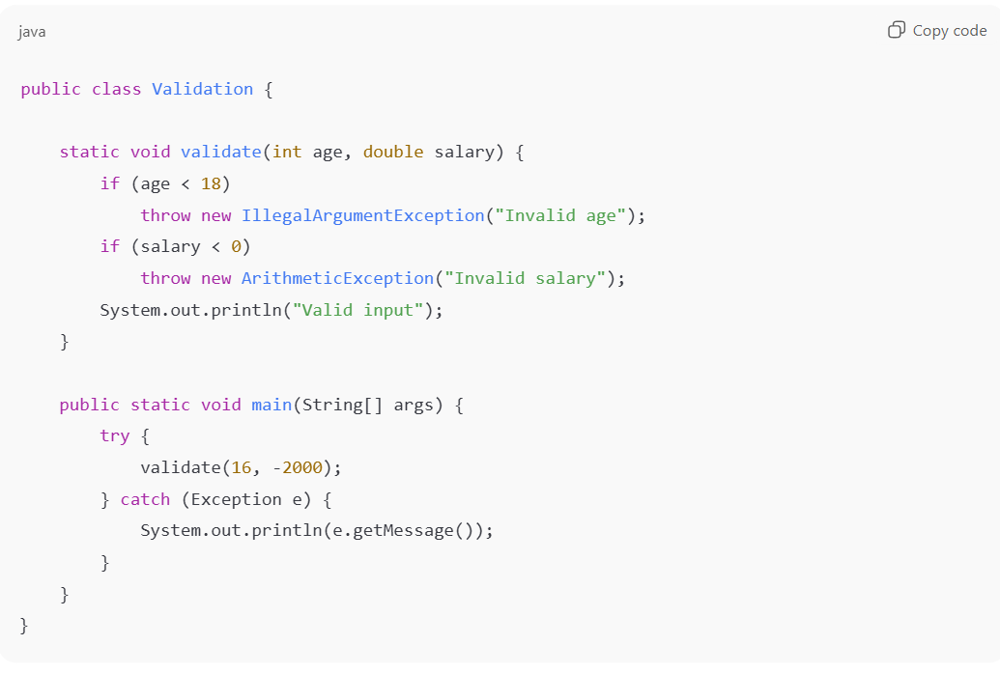 java
Copy code
public class Validation {
static void validate(int age, double salary) {
if (age < 18)
throw new IllegalArgumentException("Invalid age");
if (salary < 0)
throw new ArithmeticException("Invalid salary");
System.out.println("Valid input");
}
public static void main(String[] args) {
try {
validate(16, -2000);
} catch (Exception e) {
System.out.println(e.getMessage());
}
}
}